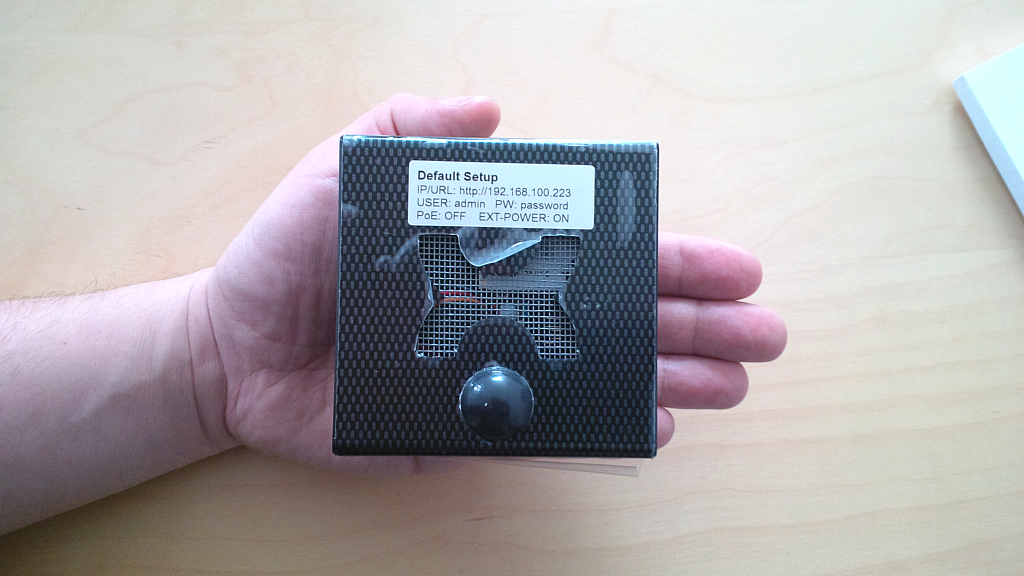 Default Setup
IP/URL: http://192.168.100.223
USER: admin PW: password
PoE: OFF EXT-POWER: ON